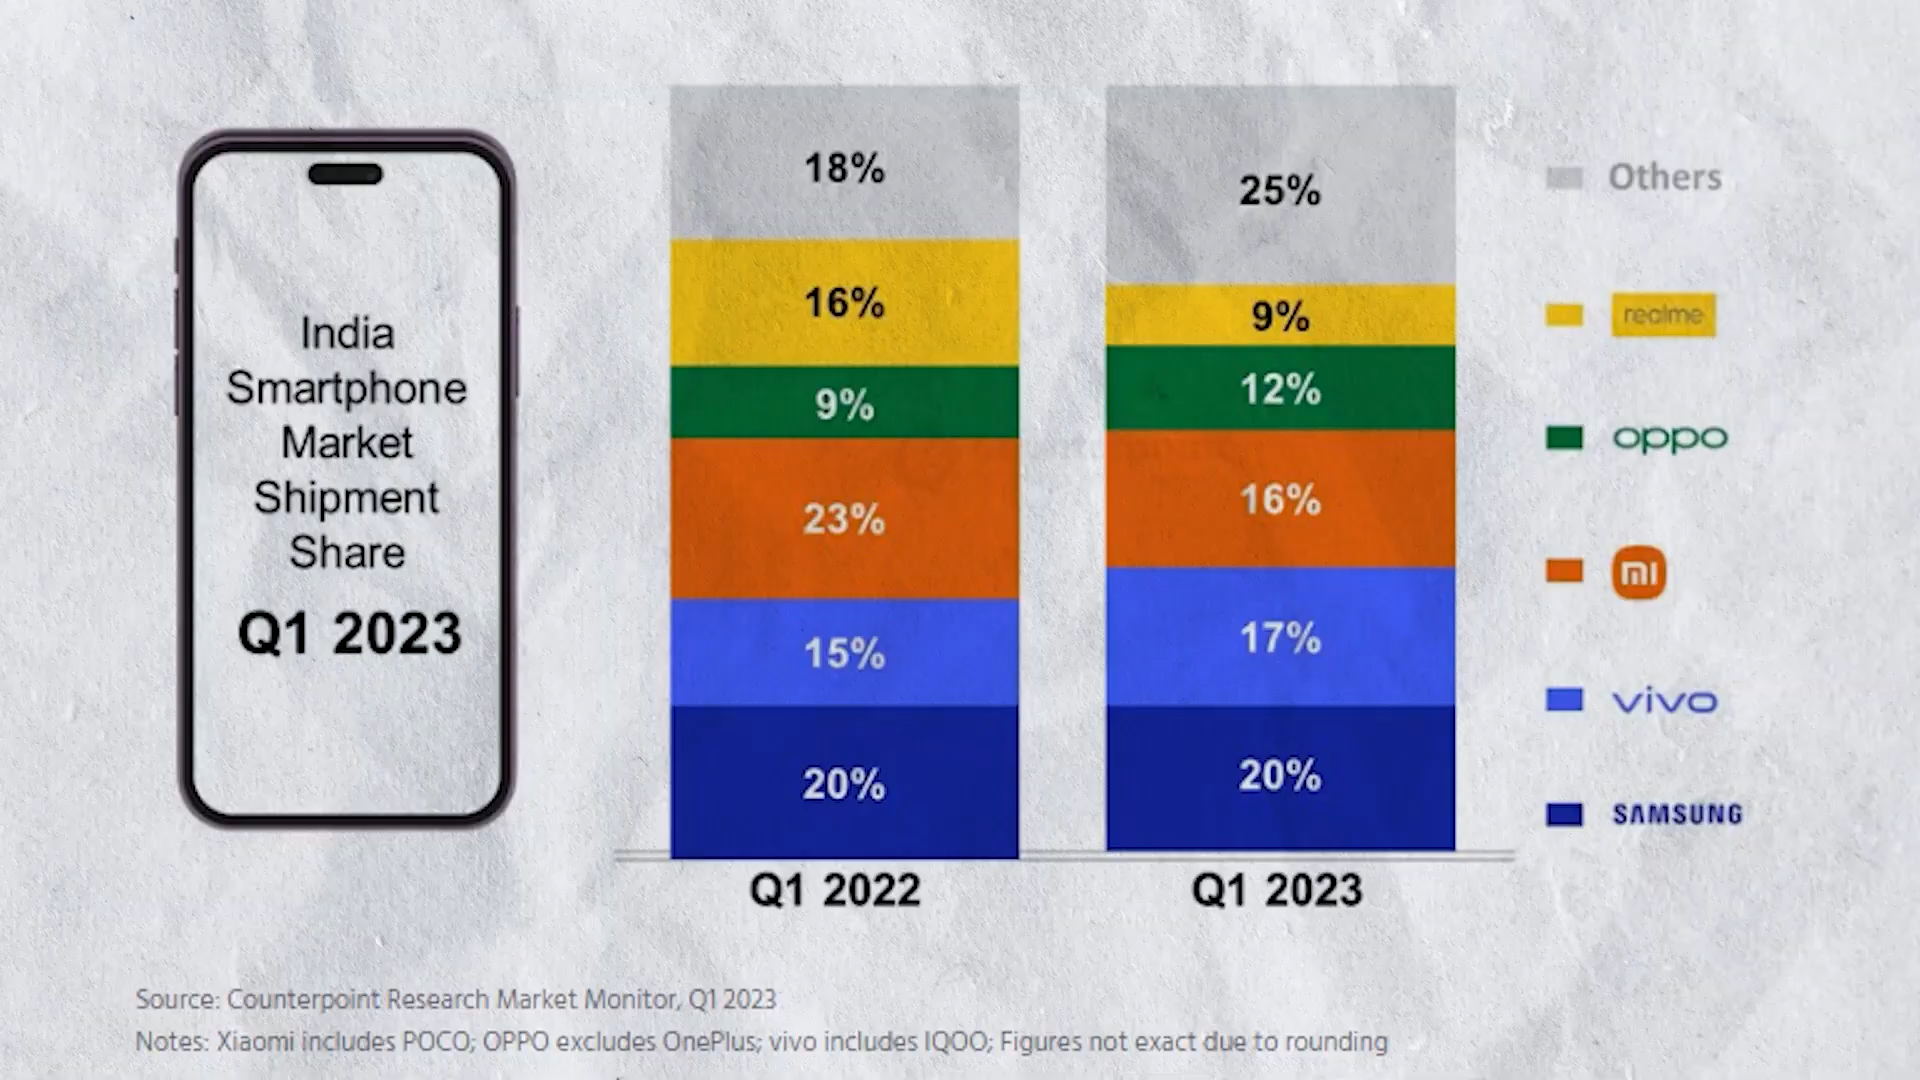 India
Smartphone
Market
Shipment
Share
Q1 2023
18%
16%
9%
23%
15%
20%
Q1 2022
25%
9%
12%
16%
17%
20%
Q1 2023
Others
realme
oppo
mi
vivo
SAMSUNG
Source: Counterpoint Research Market Monitor, Q1 2023
Notes: Xiaomi includes POCO; OPPO excludes OnePlus; vivo includes IQOO; Figures not exact due to rounding